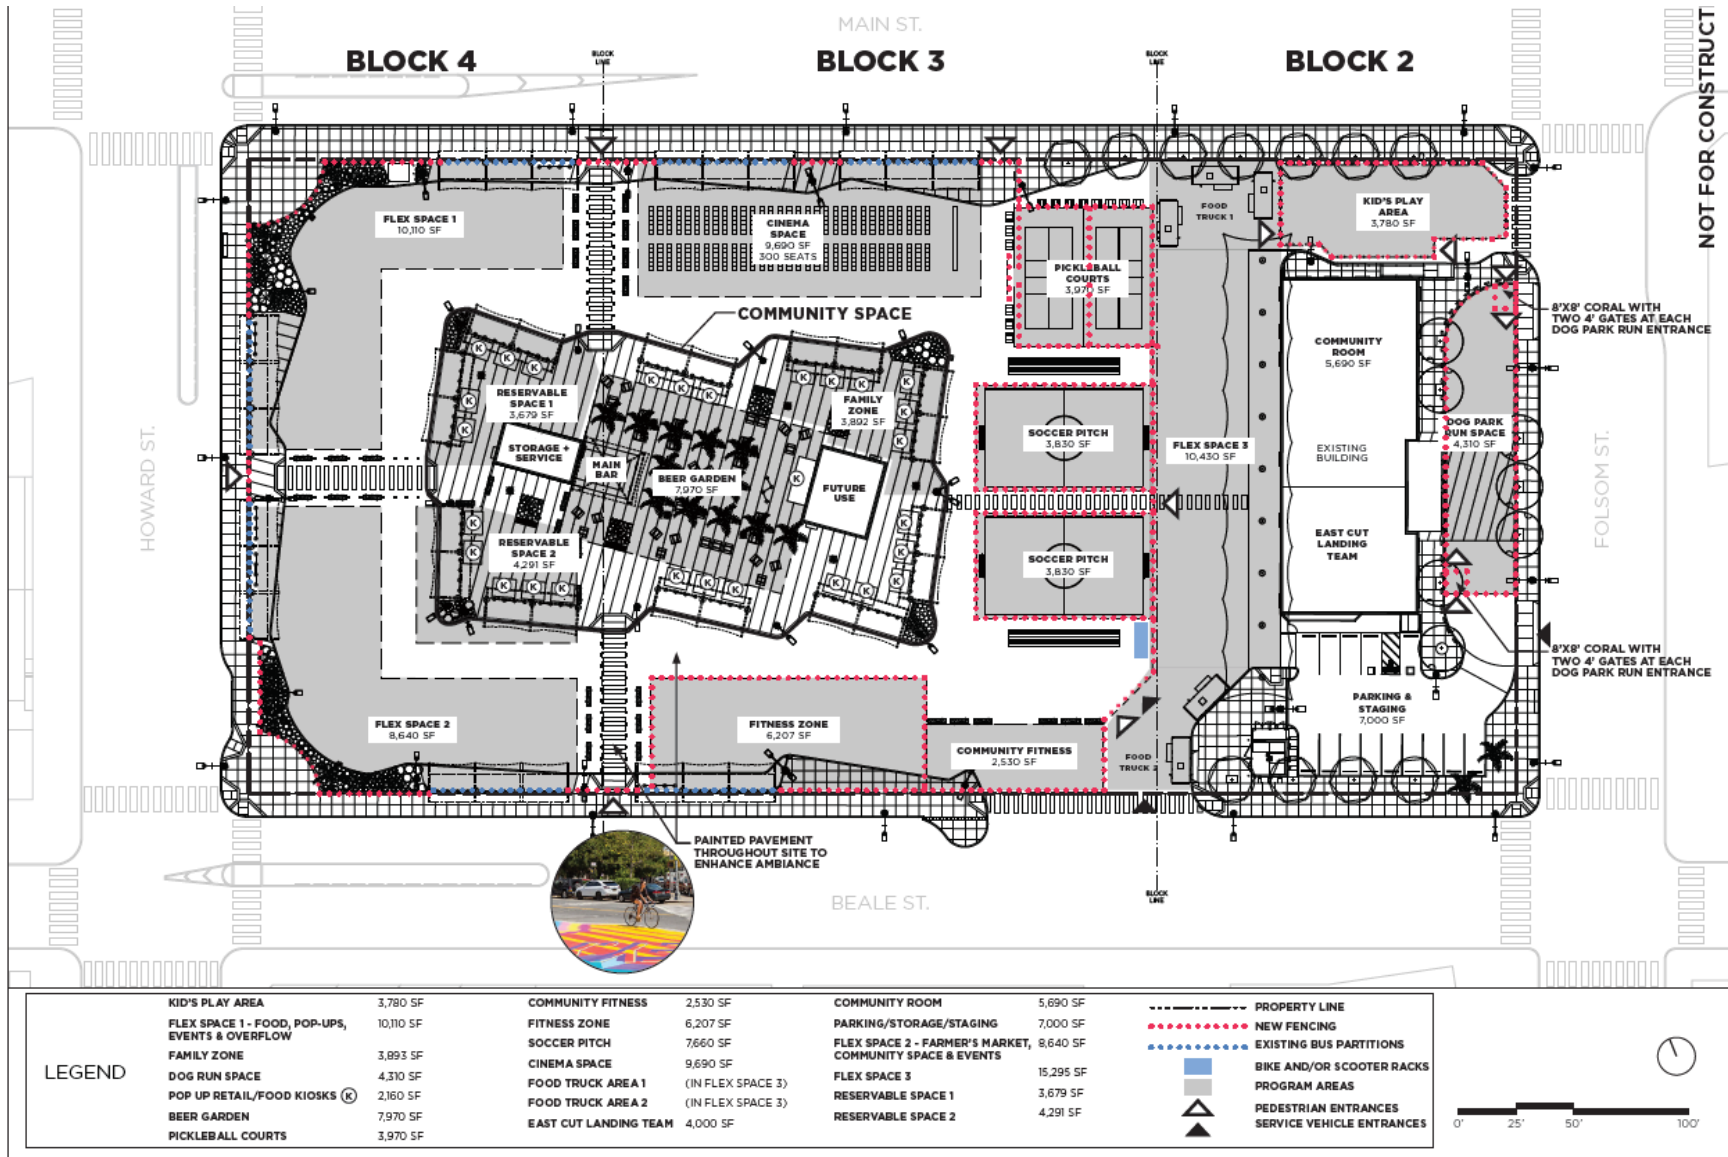 MAIN ST.
BLOCK 4
BLOCK LINE
BLOCK 3
BLOCK LINE
BLOCK 2
NOT FOR CONSTRUCT
FLEX SPACE 1
10,110 SF
CINEMA
SPACE
9,690 SF
300 SEATS
FOOD
TRUCK 1
KID'S PLAY
AREA
3,780 SF
PICKLEBALL
COURTS
3,970 SF
COMMUNITY SPACE
8'X8' CORAL WITH
TWO 4' GATES AT EACH
DOG PARK RUN ENTRANCE
COMMUNITY
ROOM
5,690 SF
RESERVABLE
SPACE 1
3,679 SF
FAMILY
ZONE
3,892 SF
STORAGE +
SERVICE
MAIN
BAR
BEER GARDEN
7,970 SF
FUTURE
USE
SOCCER PITCH
3,830 SF
FLEX SPACE 3
10,430 SF
EXISTING
BUILDING
DOG PARK
RUN SPACE
4,310 SF
HOWARD ST.
FOLSOM ST.
RESERVABLE
SPACE 2
4,291 SF
SOCCER PITCH
3,830 SF
EAST CUT
LANDING
TEAM
8'X8' CORAL WITH
TWO 4' GATES AT EACH
DOG PARK RUN ENTRANCE
FLEX SPACE 2
8,640 SF
FITNESS ZONE
6,207 SF
COMMUNITY FITNESS
2,530 SF
FOOD
TRUCK 2
PARKING &
STAGING
7,000 SF
PAINTED PAVEMENT
THROUGHOUT SITE TO
ENHANCE AMBIANCE
BEALE ST.
BLOCK
LINE
LEGEND
KID'S PLAY AREA 3,780 SF
FLEX SPACE 1 - FOOD, POP-UPS, 10,110 SF
EVENTS & OVERFLOW
FAMILY ZONE 3,893 SF
DOG RUN SPACE 4,310 SF
POP UP RETAIL/FOOD KIOSKS K 2,160 SF
BEER GARDEN 7,970 SF
PICKLEBALL COURTS 3,970 SF
COMMUNITY FITNESS 2,530 SF
FITNESS ZONE 6,207 SF
SOCCER PITCH 7,660 SF
CINEMA SPACE 9,690 SF
FOOD TRUCK AREA 1 (IN FLEX SPACE 3)
FOOD TRUCK AREA 2 (IN FLEX SPACE 3)
EAST CUT LANDING TEAM 4,000 SF
COMMUNITY ROOM 5,690 SF
PARKING/STORAGE/STAGING 7,000 SF
FLEX SPACE 2 - FARMER'S MARKET, 8,640 SF
COMMUNITY SPACE & EVENTS
FLEX SPACE 3 15,295 SF
RESERVABLE SPACE 1 3,679 SF
RESERVABLE SPACE 2 4,291 SF
PROPERTY LINE
NEW FENCING
EXISTING BUS PARTITIONS
BIKE AND/OR SCOOTER RACKS
PROGRAM AREAS
PEDESTRIAN ENTRANCES
SERVICE VEHICLE ENTRANCES
0' 25' 50' 100'